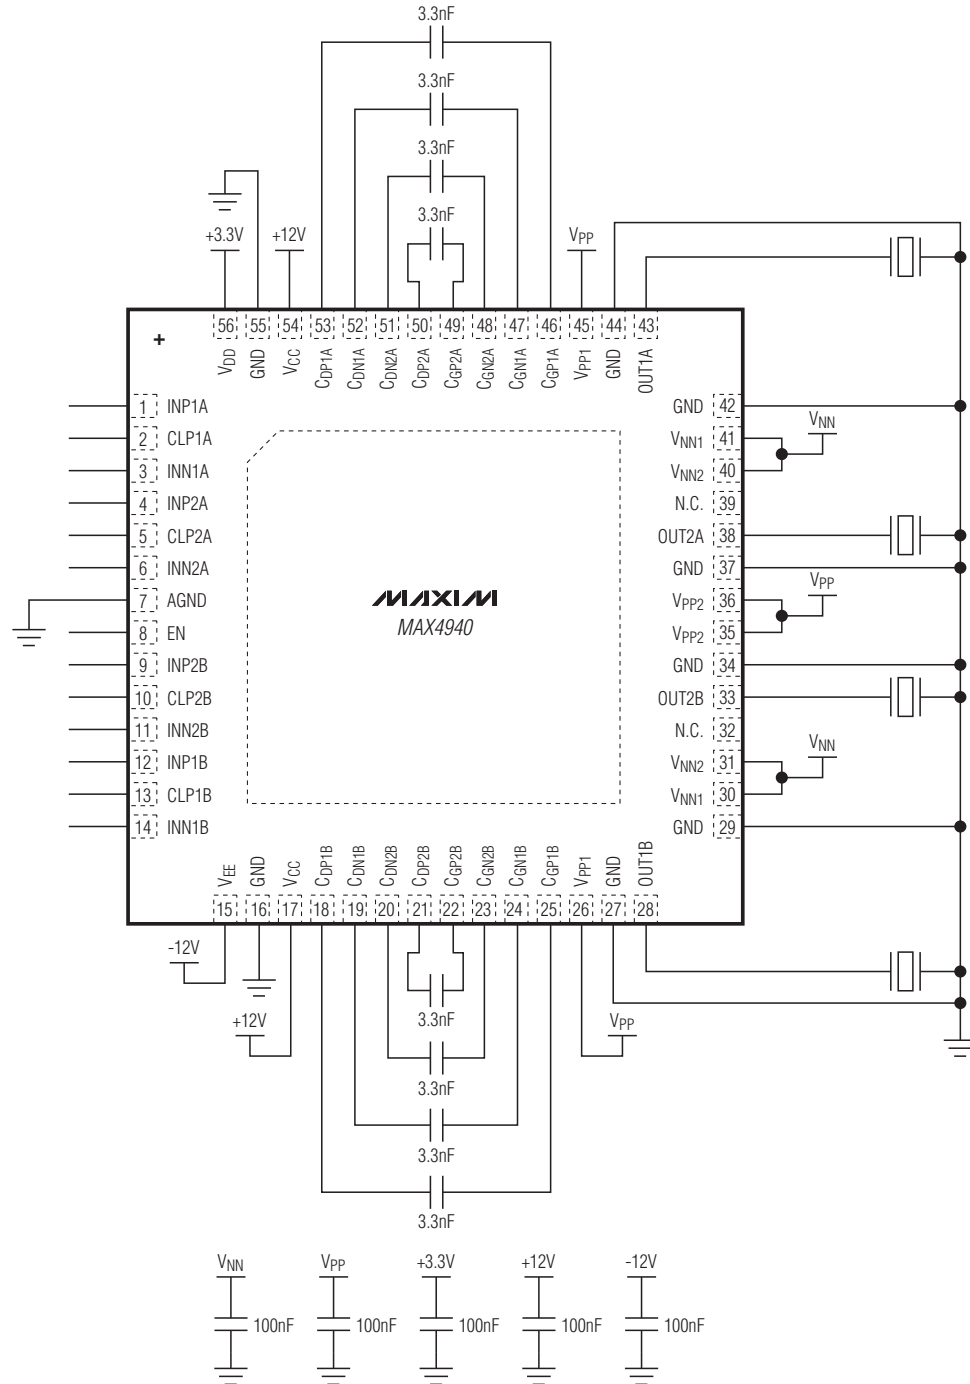 3.3nF
3.3nF
3.3nF
3.3nF
+3.3V +12V VPP
56 55 54 53 52 51 50 49 48 47 46 45 44 43
VDD GND VCC CDP1A CDN1A CDN2A CDP2A CGP2A CGN2A CGN1A CGP1A VPP1 GND OUT1A
+
1 INP1A
2 CLP1A
3 INN1A
4 INP2A
5 CLP2A
6 INN2A
7 AGND
8 EN
9 INP2B
10 CLP2B
11 INN2B
12 INP1B
13 CLP1B
14 INN1B
MAXIM
MAX4940
GND 42
VNN1 41
VNN
VNN2 40
N.C. 39
OUT2A 38
GND 37
VPP2 36
VPP
VPP2 35
GND 34
OUT2B 33
N.C. 32
VNN2 31
VNN
VNN1 30
GND 29
VEE GND VCC CDP1B CDN1B CDN2B CDP2B CGP2B CGN2B CGN1B CGP1B VPP1 GND OUT1B
15 16 17 18 19 20 21 22 23 24 25 26 27 28
-12V
+12V
3.3nF
VPP
3.3nF
3.3nF
3.3nF
VNN VPP +3.3V +12V -12V
100nF 100nF 100nF 100nF 100nF